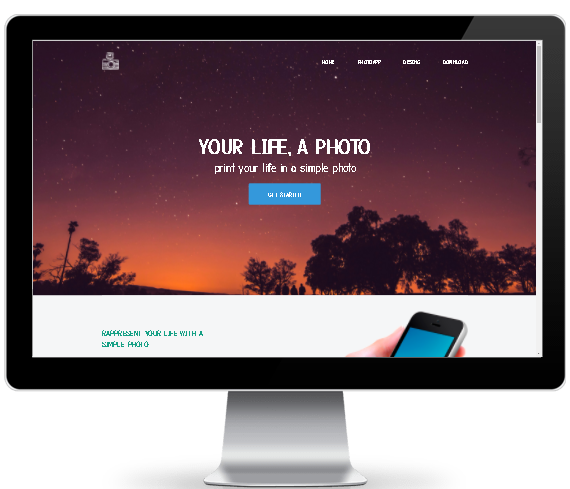 HOME PHOTOAPP DESING DOWNLOAD
YOUR LIFE, A PHOTO
print your life in a simple photo
GET STARTED
RAPPRESENT YOUR LIFE WITH A
SIMPLE PHOTO